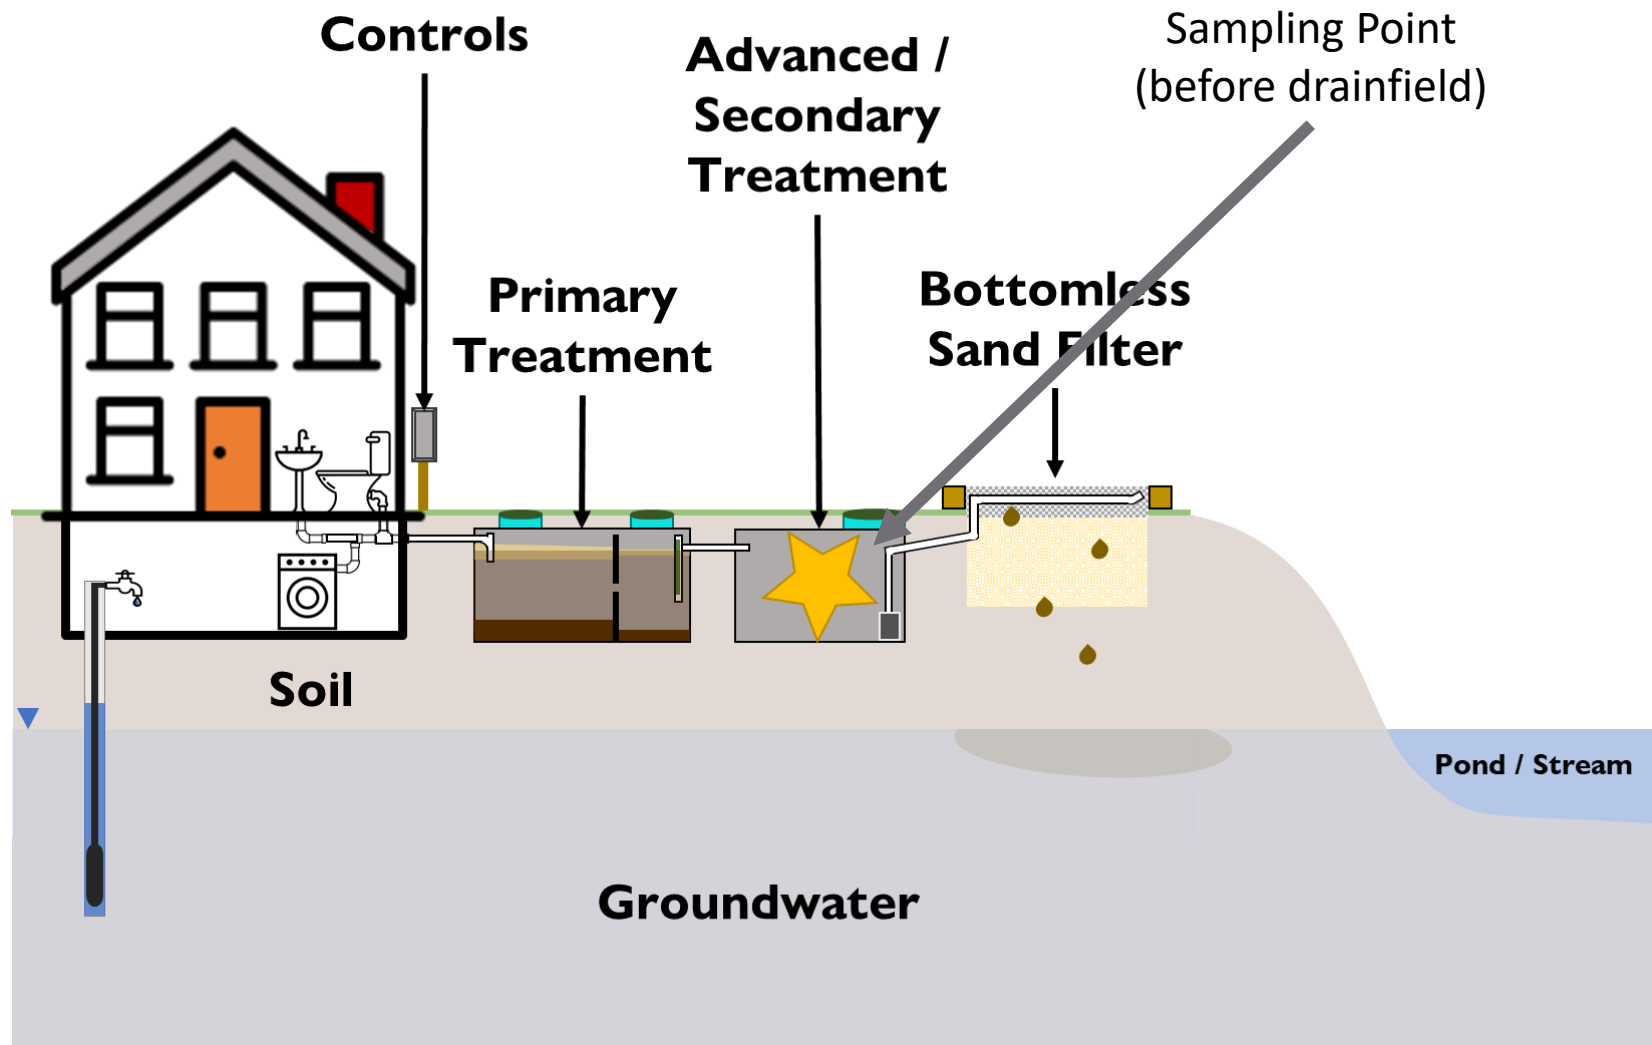 Controls
Advanced /
Secondary
Treatment
Sampling Point
(before drainfield)
Primary
Treatment
Bottomless
Sand Filter
Soil
Pond / Stream
Groundwater